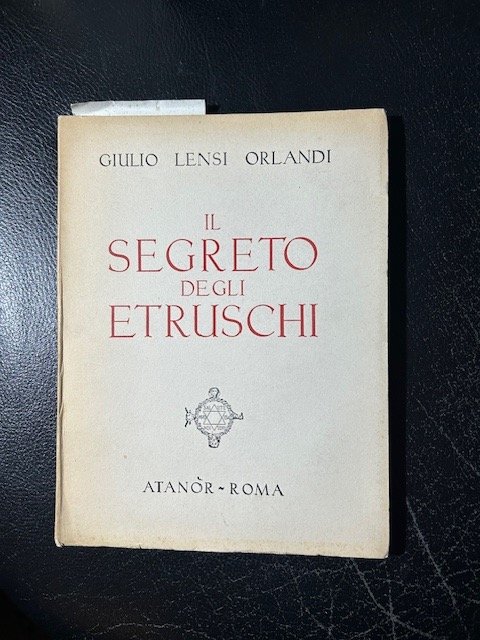 GIULIO LENSI ORLANDI
IL
SEGRETO
DEGLI
ETRUSCHI
ATANÒR ~ ROMA